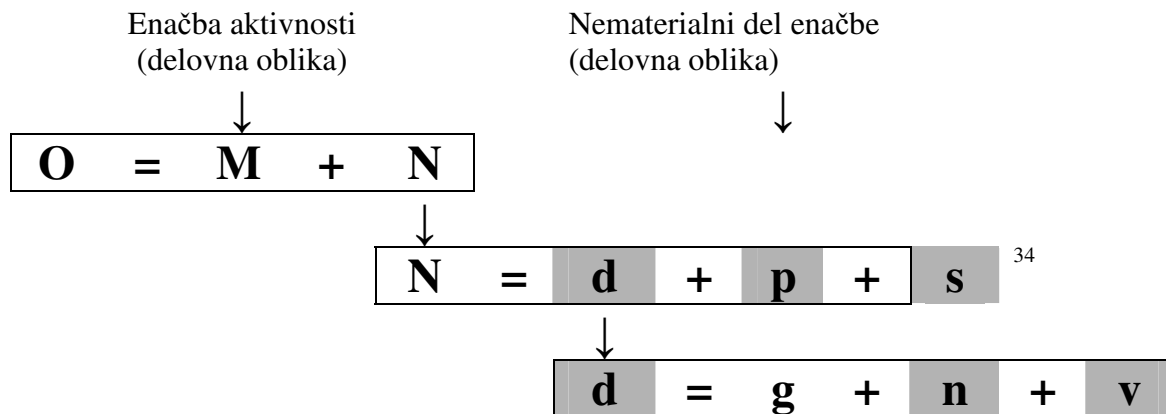 Enačba aktivnosti
(delovna oblika)
Nematerialni del enačbe
(delovna oblika)
O = M + N
N = d + p + s 34
d = g + n + v